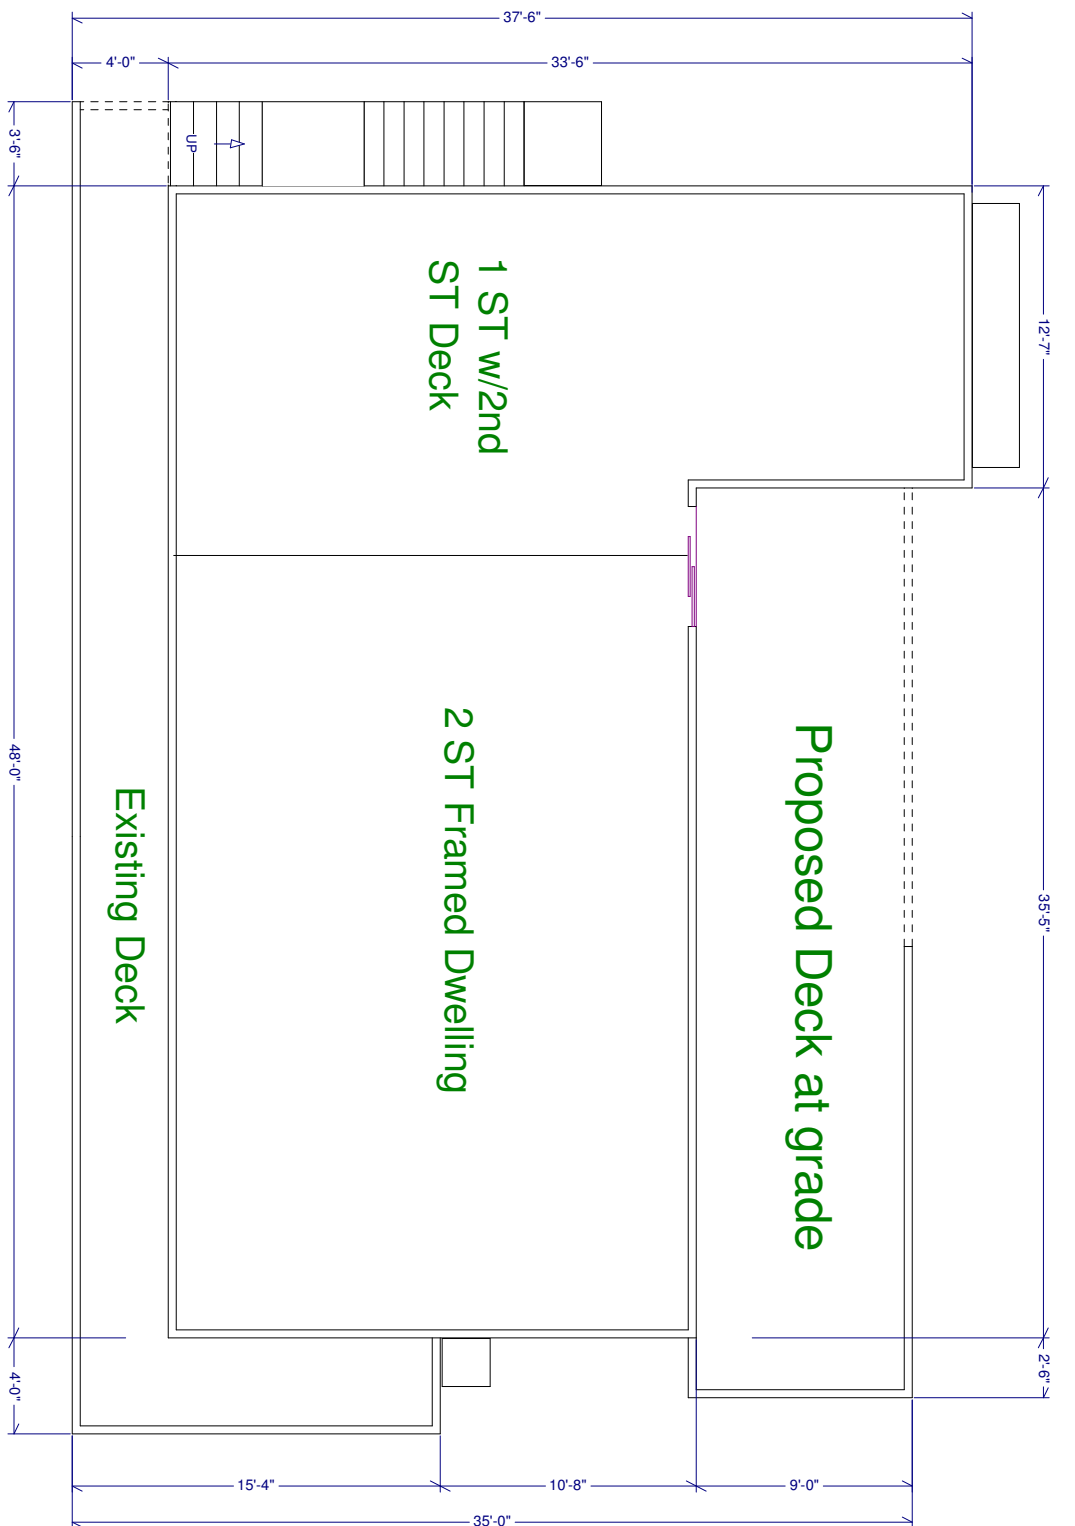 37'-6"
4'-0"
33'-6"
3'-6"
UP
1 ST w/2nd
ST Deck
12'-7"
48'-0"
2 ST Framed Dwelling
Proposed Deck at grade
Existing Deck
35'-5"
4'-0"
2'-6"
15'-4"
10'-8"
9'-0"
35'-0"